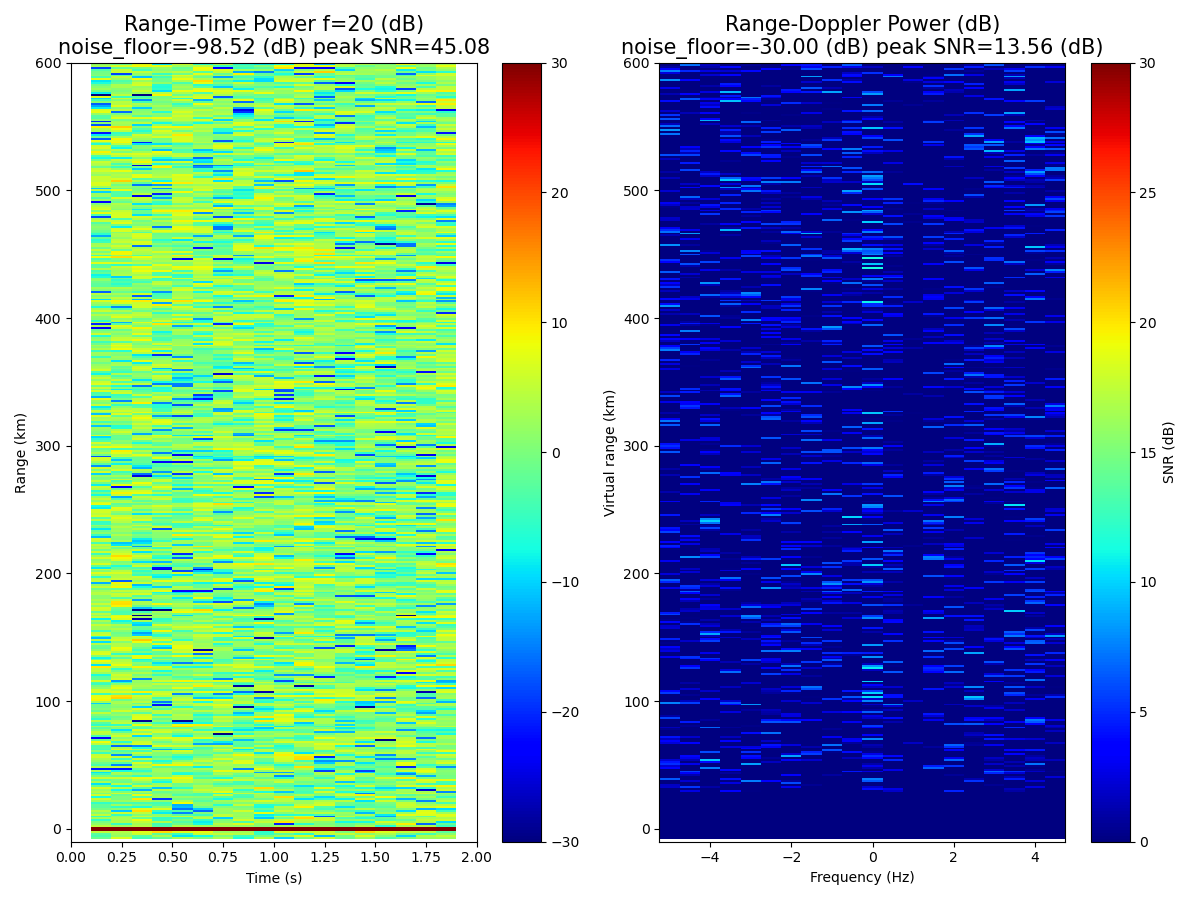 Range-Time Power f=20 (dB)
noise_floor=-98.52 (dB) peak SNR=45.08
Range-Doppler Power (dB)
noise_floor=-30.00 (dB) peak SNR=13.56 (dB)
600
500
400
300
200
100
0
Range (km)
0.00 0.25 0.50 0.75 1.00 1.25 1.50 1.75 2.00
Time (s)
30
20
10
0
−10
−20
−30
600
500
400
300
200
100
0
Virtual range (km)
−4 −2 0 2 4
Frequency (Hz)
30
25
20
15
10
5
0
SNR (dB)